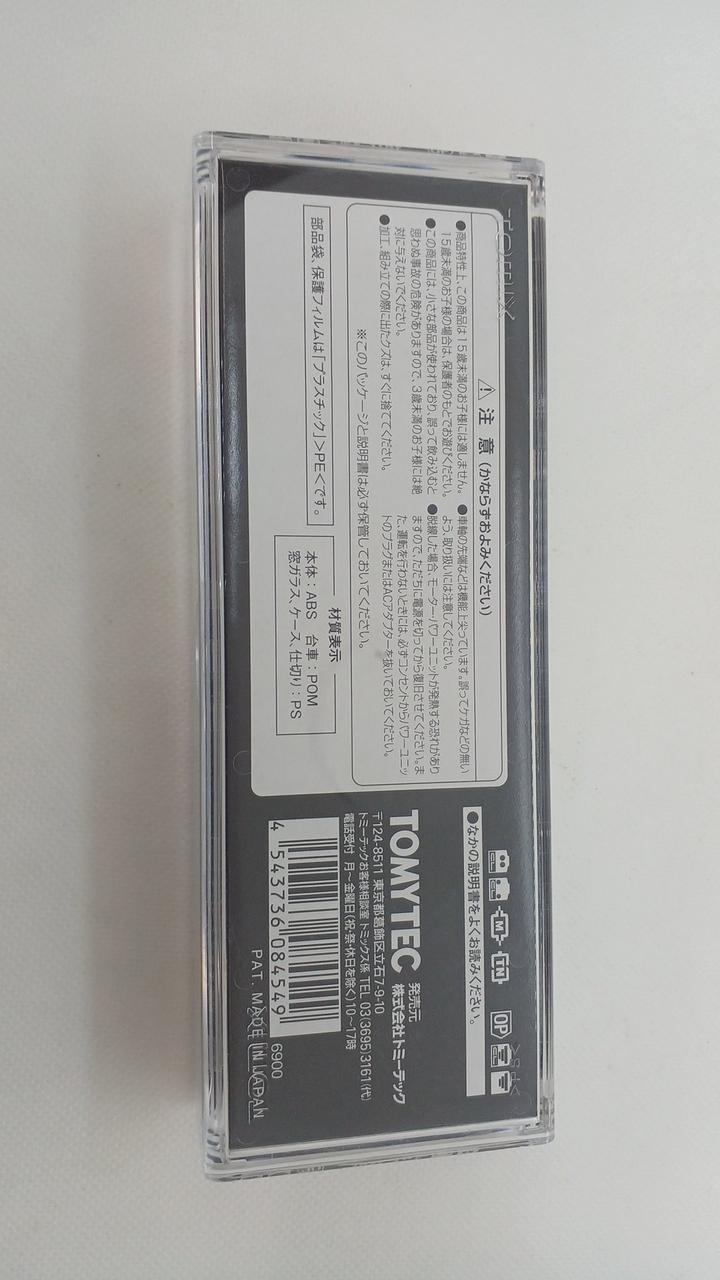 TOMIX
⚠注 意(かならずおよみください)
●商品特性上、この商品は15歳未満のお子様には適しません。
15歳未満のお子様の場合は、保護者のもとでお遊びください。
●この商品には、小さな部品が使われており、誤って飲み込むと
思わぬ事故の危険がありますので、3歳未満のお子様には絶
対に与えないでください。
●加工、組み立ての際に出たクズは、すぐに捨ててください。
●車輪の先端などは機能上尖っています。誤ってケガなどの無い
よう、取り扱いには注意してください。
●脱線した場合、モーター・パワーユニットが発熱する恐れがあり
ますので、ただちに電源を切ってから復旧させてください。ま
た、運転を行わないときには、必ずコンセントからパワーユニッ
トのプラグまたはACアダプターを抜いておいてください。
※このパッケージと説明書は必ず保管しておいてください。
部品袋、保護フィルムは「プラスチック」>PE<です。
材質表示
本体：ABS 台車：POM
窓ガラス、ケース、仕切り：PS
CL
CL
M
TN
OP
CL
>PS<
●なかの説明書をよくお読みください。
TOMYTEC
発売元
株式会社トミーテック
〒124-8511 東京都葛飾区立石7-9-10
トミーテックお客様相談室 トミックス係 TEL 03(3695)3161(代)
電話受付 月〜金曜日(祝・祭・休日を除く)10〜17時
4 543736 084549
6900
PAT. MADE IN JAPAN